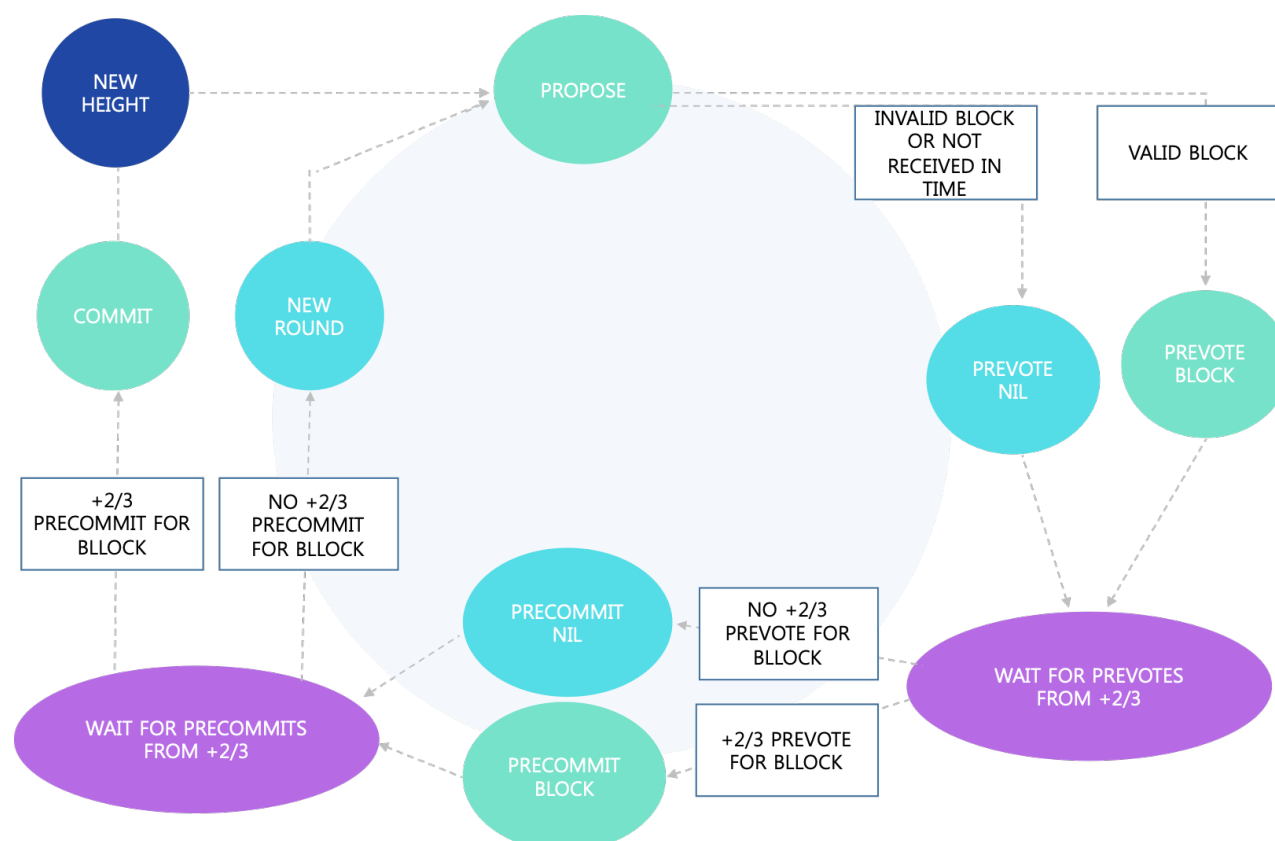 NEW
HEIGHT
PROPOSE
INVALID BLOCK
OR NOT
RECEIVED IN
TIME
VALID BLOCK
COMMIT
NEW
ROUND
PREVOTE
NIL
PREVOTE
BLOCK
+2/3
PRECOMMIT FOR
BLLOCK
NO +2/3
PRECOMMIT
FOR BLLOCK
PRECOMMIT
NIL
NO +2/3
PREVOTE FOR
BLLOCK
WAIT FOR PREVOTES
FROM +2/3
WAIT FOR PRECOMMITS
FROM +2/3
PRECOMMIT
BLOCK
+2/3 PREVOTE
FOR BLLOCK